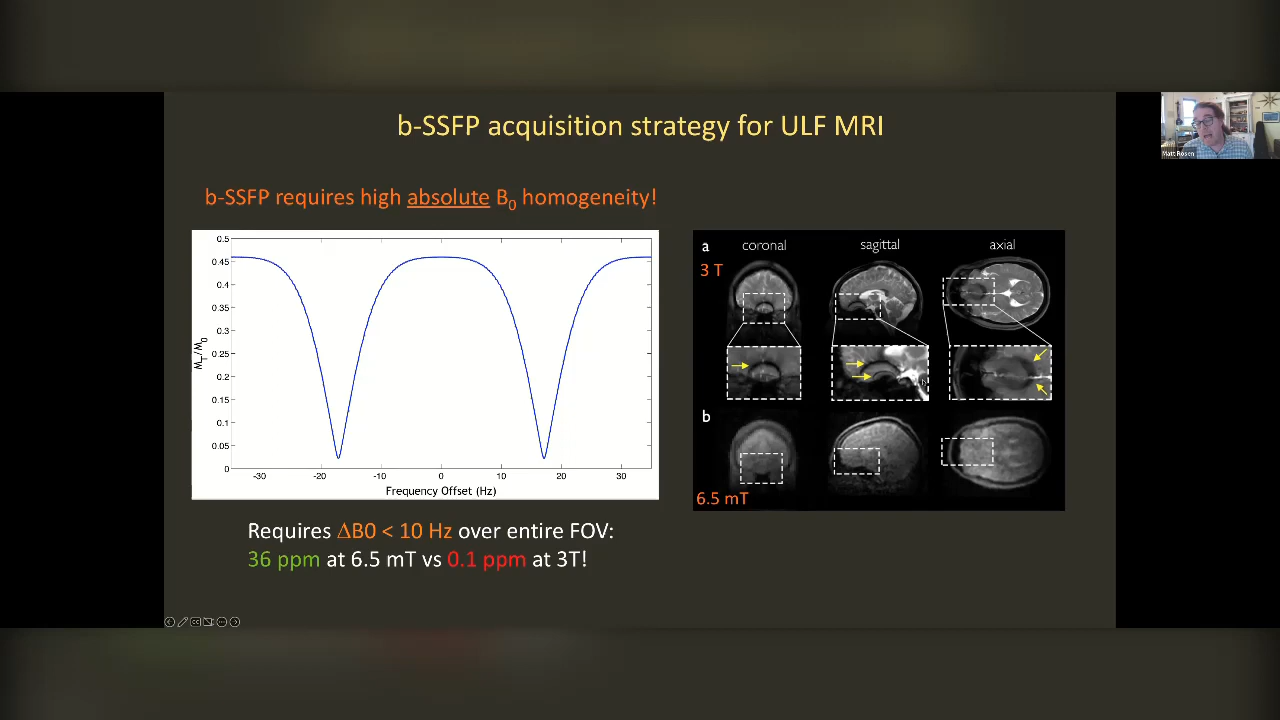 b-SSFP acquisition strategy for ULF MRI
Matt Rosen
b-SSFP requires high absolute B0 homogeneity!
0.5
0.45
0.4
0.35
0.3
0.25
0.2
0.15
0.1
0.05
0
MT/M0
-30
-20
-10
0
10
20
30
Frequency Offset (Hz)
a
coronal
sagittal
axial
3 T
b
6.5 mT
Requires ΔB0 < 10 Hz over entire FOV:
36 ppm at 6.5 mT vs 0.1 ppm at 3T!